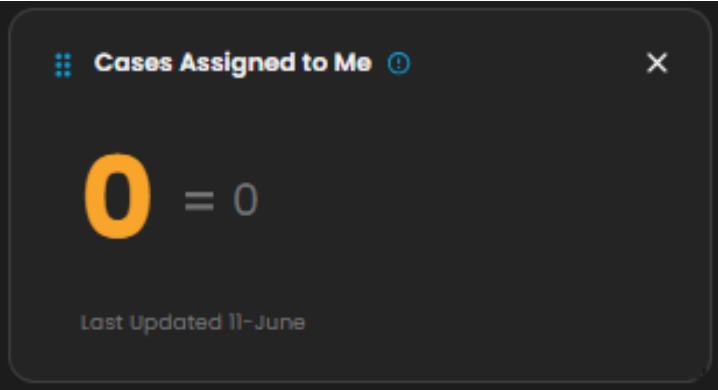 Cases Assigned to Me
0 = 0
Last Updated 11-June